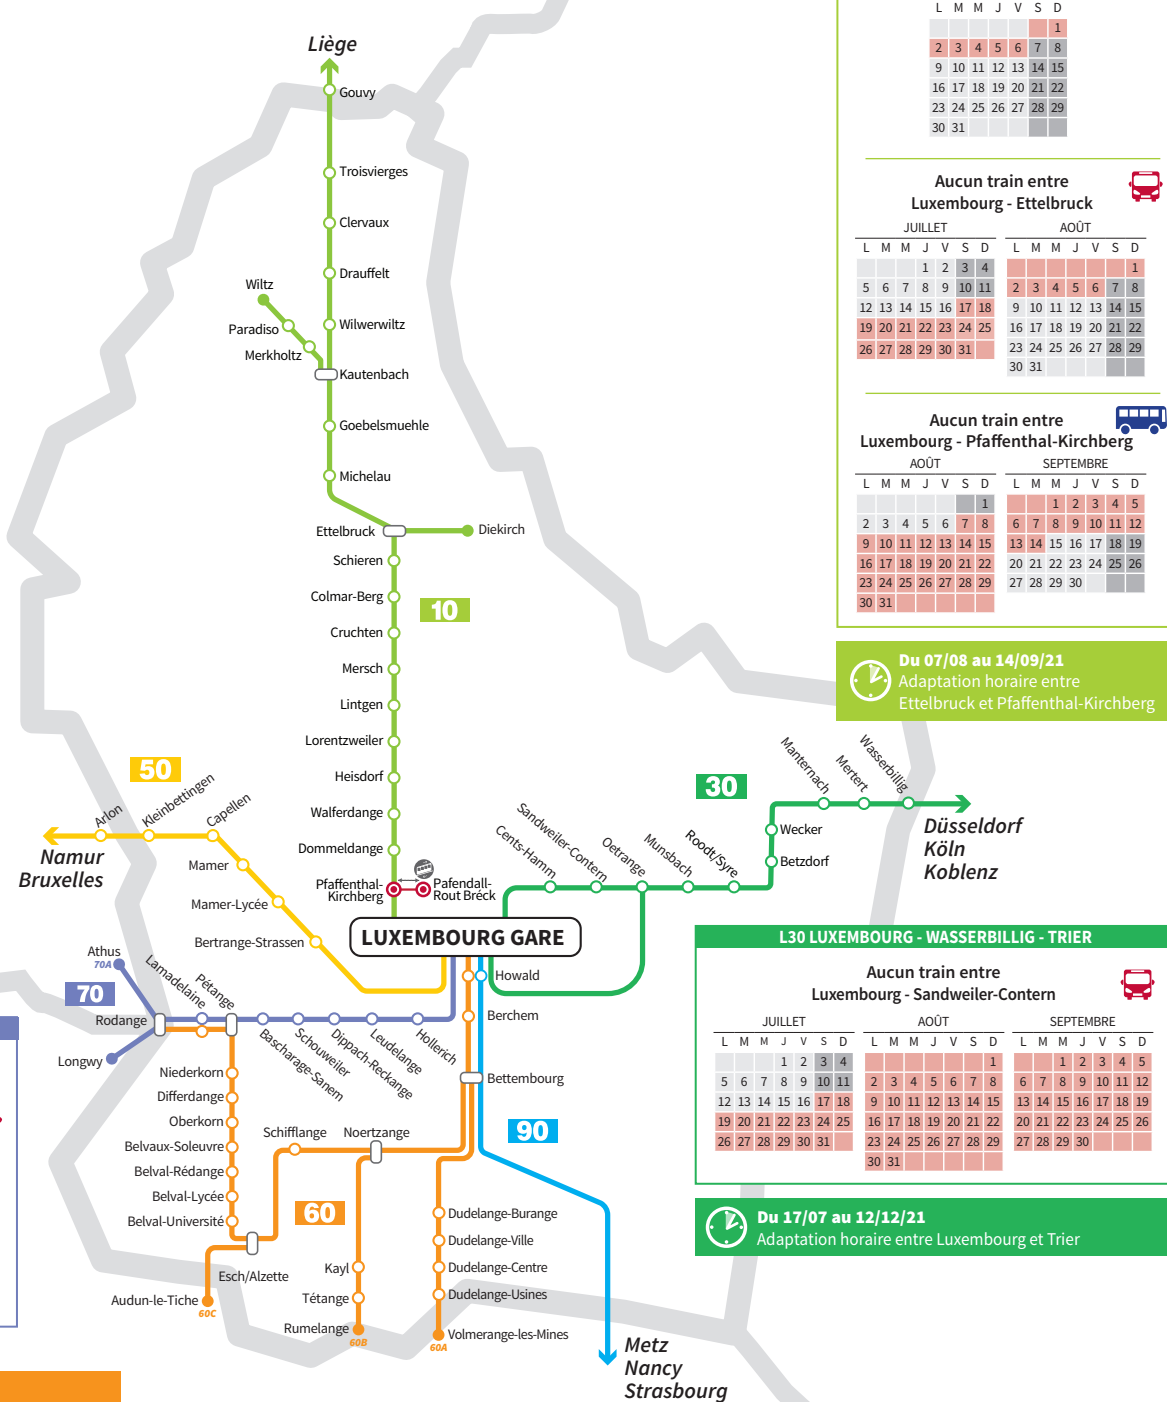 Liège
Gouvy
Troisvierges
Clervaux
Drauffelt
Wiltz
Paradiso
Merkholtz
Wilwerwiltz
Kautenbach
Goebelsmuehle
Michelau
Ettelbruck
Diekirch
Schieren
Colmar-Berg
10
Cruchten
Mersch
Lintgen
Lorentzweiler
Heisdorf
Walferdange
Dommeldange
Pfaffenthal-
Kirchberg
Pafendall-
Rout Bréck
LUXEMBOURG GARE
50
Arlon
Kleinbettingen
Capellen
Namur
Bruxelles
Mamer
Mamer-Lycée
Bertrange-Strassen
30
Cents-Hamm
Sandweiler-Contern
Oetrange
Munsbach
Roodt/Syre
Betzdorf
Wecker
Manternach
Mertert
Wasserbillig
Düsseldorf
Köln
Koblenz
Athus
70A
70
Lamadelaine
Pétange
Rodange
Longwy
Bascharage-Sanem
Schouweiler
Dippach-Reckange
Leudelange
Hollerich
Howald
Berchem
Bettembourg
Niederkorn
Differdange
Oberkorn
Belvaux-Soleuvre
Belval-Rédange
Belval-Lycée
Belval-Université
Schifflange
Noertzange
90
60
Esch/Alzette
Audun-le-Tiche
60C
Kayl
Tétange
Rumelange
60B
Dudelange-Burange
Dudelange-Ville
Dudelange-Centre
Dudelange-Usines
Volmerange-les-Mines
60A
Metz
Nancy
Strasbourg
L M M J V S D
1
2 3 4 5 6 7 8
9 10 11 12 13 14 15
16 17 18 19 20 21 22
23 24 25 26 27 28 29
30 31
Aucun train entre
Luxembourg - Ettelbruck
JUILLET
L M M J V S D
1 2 3 4
5 6 7 8 9 10 11
12 13 14 15 16 17 18
19 20 21 22 23 24 25
26 27 28 29 30 31
AOÛT
L M M J V S D
1
2 3 4 5 6 7 8
9 10 11 12 13 14 15
16 17 18 19 20 21 22
23 24 25 26 27 28 29
30 31
Aucun train entre
Luxembourg - Pfaffenthal-Kirchberg
AOÛT
L M M J V S D
1
2 3 4 5 6 7 8
9 10 11 12 13 14 15
16 17 18 19 20 21 22
23 24 25 26 27 28 29
30 31
SEPTEMBRE
L M M J V S D
1 2 3 4 5
6 7 8 9 10 11 12
13 14 15 16 17 18 19
20 21 22 23 24 25 26
27 28 29 30
Du 07/08 au 14/09/21
Adaptation horaire entre
Ettelbruck et Pfaffenthal-Kirchberg
L30 LUXEMBOURG - WASSERBILLIG - TRIER
Aucun train entre
Luxembourg - Sandweiler-Contern
JUILLET
L M M J V S D
1 2 3 4
5 6 7 8 9 10 11
12 13 14 15 16 17 18
19 20 21 22 23 24 25
26 27 28 29 30 31
AOÛT
L M M J V S D
1
2 3 4 5 6 7 8
9 10 11 12 13 14 15
16 17 18 19 20 21 22
23 24 25 26 27 28 29
30 31
SEPTEMBRE
L M M J V S D
1 2 3 4 5
6 7 8 9 10 11 12
13 14 15 16 17 18 19
20 21 22 23 24 25 26
27 28 29 30
Du 17/07 au 12/12/21
Adaptation horaire entre Luxembourg et Trier